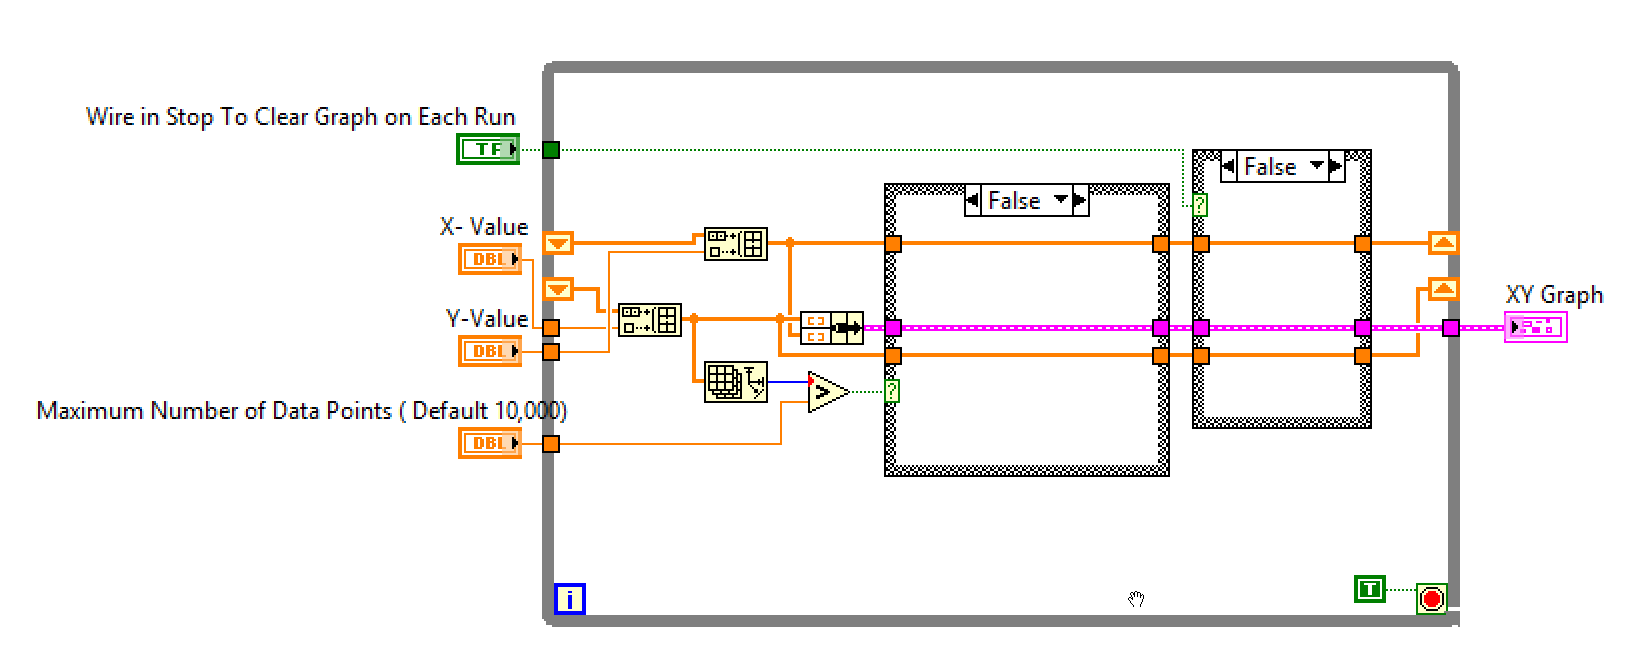 Wire in Stop To Clear Graph on Each Run
TF
False
False
X- Value
DBL
XY Graph
Y-Value
DBL
?
>
?
Maximum Number of Data Points ( Default 10,000)
DBL
i
T